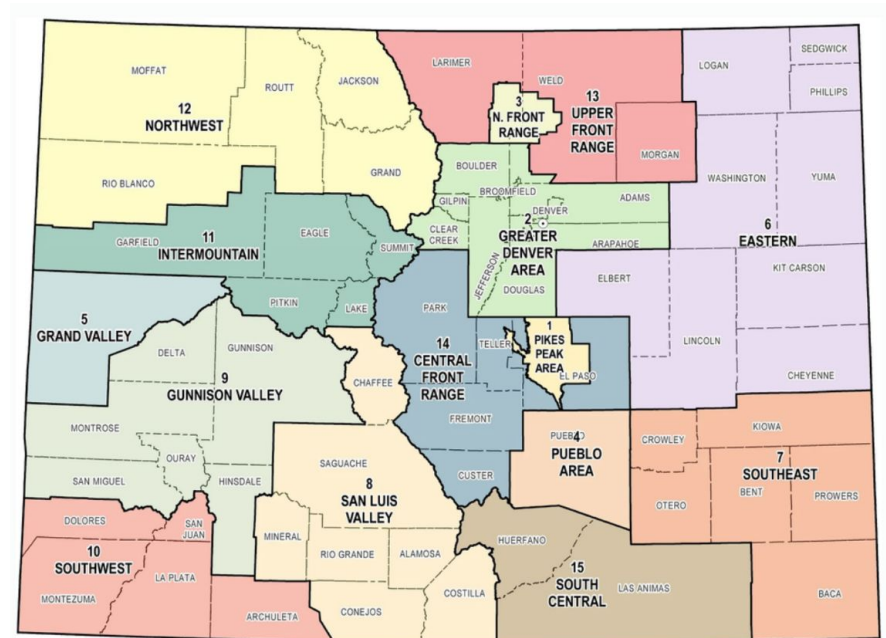 MOFFAT
ROUTT
JACKSON
12
NORTHWEST
RIO BLANCO
GRAND
LARIMER
WELD
3
N. FRONT
RANGE
13
UPPER
FRONT
RANGE
MORGAN
LOGAN
SEDGWICK
PHILLIPS
WASHINGTON
YUMA
6
EASTERN
KIT CARSON
ELBERT
LINCOLN
CHEYENNE
BOULDER
BROOMFIELD
GILPIN
ADAMS
DENVER
CLEAR
CREEK
2
GREATER
DENVER
AREA
ARAPAHOE
JEFFERSON
DOUGLAS
GARFIELD
11
INTERMOUNTAIN
EAGLE
SUMMIT
PITKIN
LAKE
5
GRAND VALLEY
DELTA
GUNNISON
9
GUNNISON VALLEY
MONTROSE
OURAY
SAN MIGUEL
HINSDALE
PARK
TELLER
14
CENTRAL
FRONT
RANGE
FREMONT
CUSTER
1
PIKES
PEAK
AREA
EL PASO
CHAFFEE
SAGUACHE
8
SAN LUIS
VALLEY
MINERAL
RIO GRANDE
ALAMOSA
CONEJOS
COSTILLA
PUEBLO
4
PUEBLO
AREA
CROWLEY
KIOWA
7
SOUTHEAST
OTERO
BENT
PROWERS
BACA
DOLORES
SAN
JUAN
10
SOUTHWEST
LA PLATA
MONTEZUMA
ARCHULETA
HUERFANO
15
SOUTH
CENTRAL
LAS ANIMAS